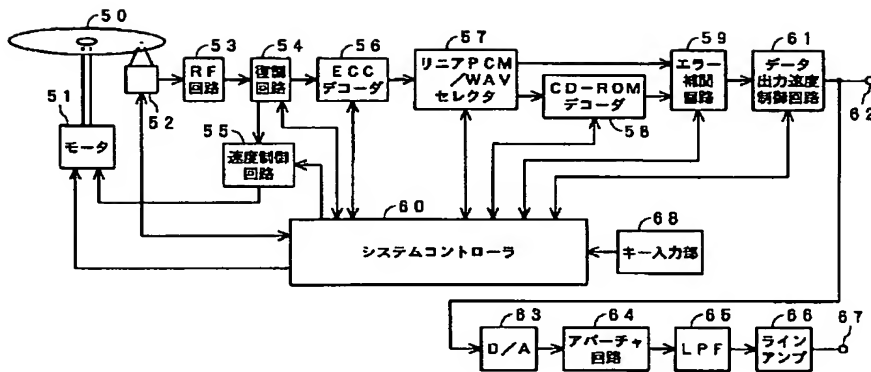 50
51
モータ
52
53
RF
回路
54
復調
回路
55
速度制御
回路
56
ECC
デコーダ
57
リニアPCM
/WAV
セレクタ
CD-ROM
デコーダ
58
59
エラー
補間
回路
61
データ
出力速度
制御回路
62
60
システムコントローラ
68
キー入力部
63
D/A
64
アパーチャ
回路
65
LPF
66
ライン
アンプ
67